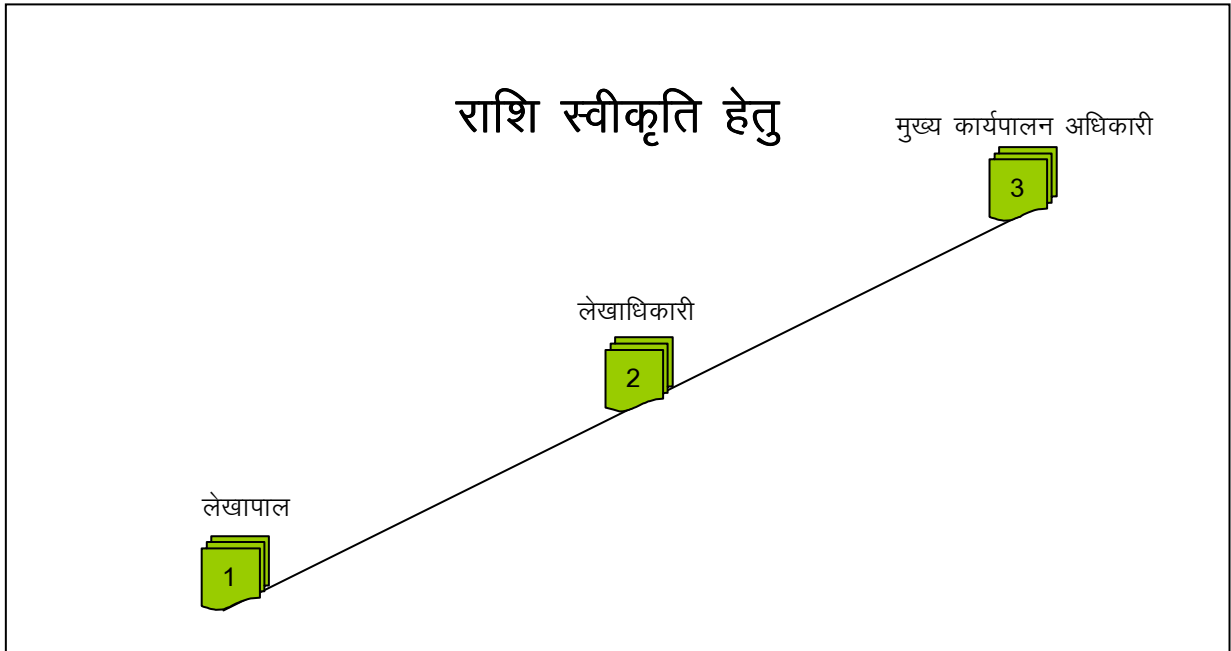 राशि स्वीकृति हेतु
मुख्य कार्यपालन अधिकारी
3
लेखाधिकारी
2
लेखापाल
1